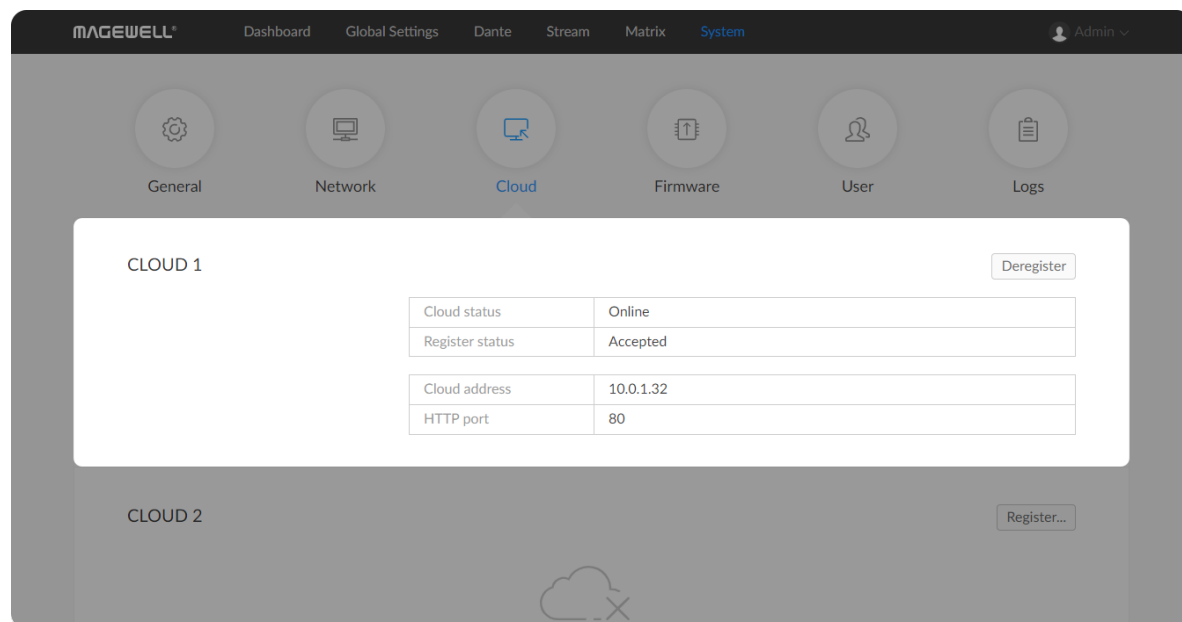 MAGEWELL®
Dashboard Global Settings Dante Stream Matrix System Admin
General Network Cloud Firmware User Logs
CLOUD 1 Deregister
Cloud status Online
Register status Accepted
Cloud address 10.0.1.32
HTTP port 80
CLOUD 2 Register...